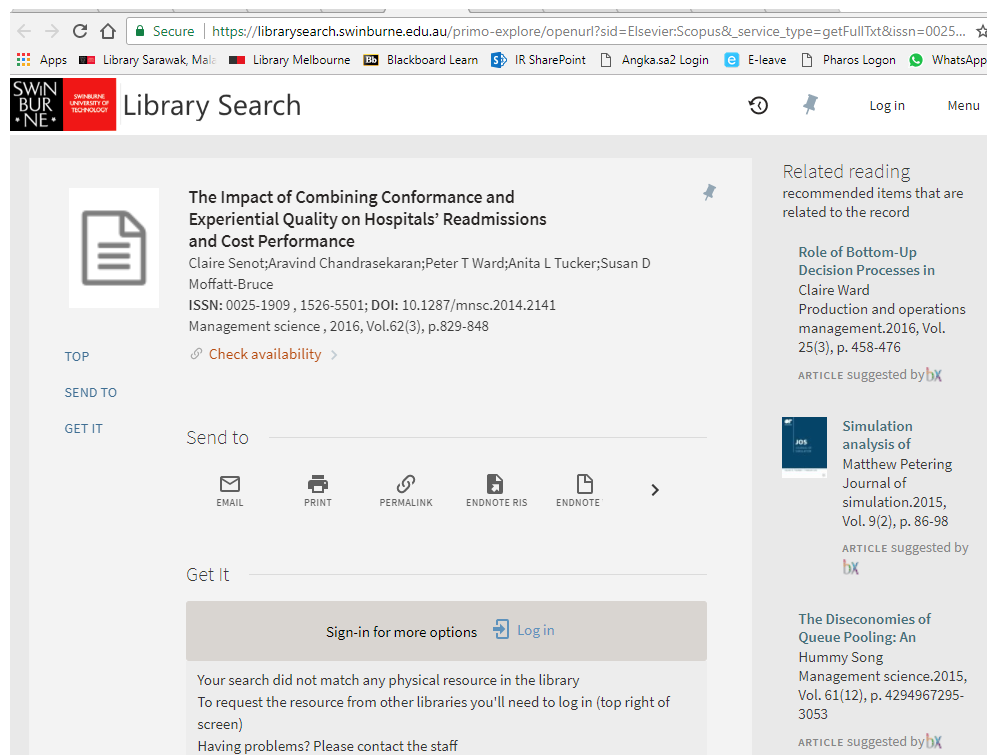 Secure
https://librarysearch.swinburne.edu.au/primo-explore/openurl?sid=Elsevier:Scopus&_service_type=getFullTxt&issn=0025...
Apps
Library Sarawak, Mala
Library Melbourne
Bb
Blackboard Learn
IR SharePoint
Angka.sa2 Login
E-leave
Pharos Logon
WhatsApp
SWIN
BUR
• NE •
SWINBURNE
UNIVERSITY OF
TECHNOLOGY
Library Search
Log in
Menu
The Impact of Combining Conformance and
Experiential Quality on Hospitals’ Readmissions
and Cost Performance
Claire Senot;Aravind Chandrasekaran;Peter T Ward;Anita L Tucker;Susan D
Moffatt-Bruce
ISSN: 0025-1909 , 1526-5501; DOI: 10.1287/mnsc.2014.2141
Management science , 2016, Vol.62(3), p.829-848
Check availability
TOP
SEND TO
GET IT
Send to
EMAIL
PRINT
PERMALINK
ENDNOTE RIS
ENDNOTE
Get It
Sign-in for more options
Log in
Your search did not match any physical resource in the library
To request the resource from other libraries you'll need to log in (top right of
screen)
Having problems? Please contact the staff
Related reading
recommended items that are
related to the record
Role of Bottom-Up
Decision Processes in
Claire Ward
Production and operations
management.2016, Vol.
25(3), p. 458-476
ARTICLE suggested by bX
JOS
Simulation
analysis of
Matthew Petering
Journal of
simulation.2015,
Vol. 9(2), p. 86-98
ARTICLE suggested by
bX
The Diseconomies of
Queue Pooling: An
Hummy Song
Management science.2015,
Vol. 61(12), p. 4294967295-
3053
ARTICLE suggested by bX